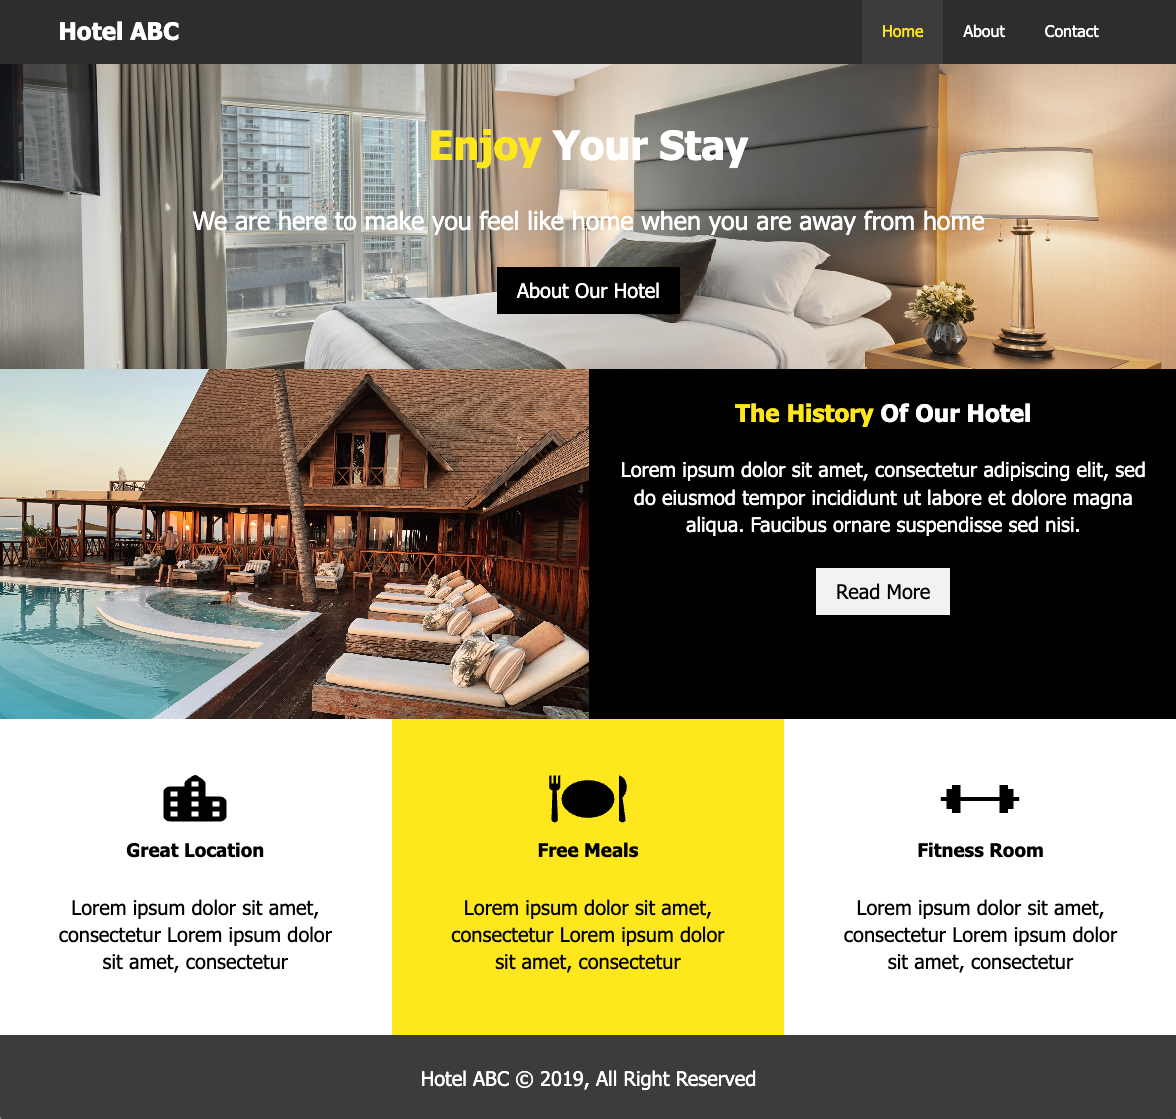 Hotel ABC
Home About Contact
Enjoy Your Stay
We are here to make you feel like home when you are away from home
About Our Hotel
The History Of Our Hotel
Lorem ipsum dolor sit amet, consectetur adipiscing elit, sed
do eiusmod tempor incididunt ut labore et dolore magna
aliqua. Faucibus ornare suspendisse sed nisi.
Read More
Great Location
Lorem ipsum dolor sit amet,
consectetur Lorem ipsum dolor
sit amet, consectetur
Free Meals
Lorem ipsum dolor sit amet,
consectetur Lorem ipsum dolor
sit amet, consectetur
Fitness Room
Lorem ipsum dolor sit amet,
consectetur Lorem ipsum dolor
sit amet, consectetur
Hotel ABC © 2019, All Right Reserved